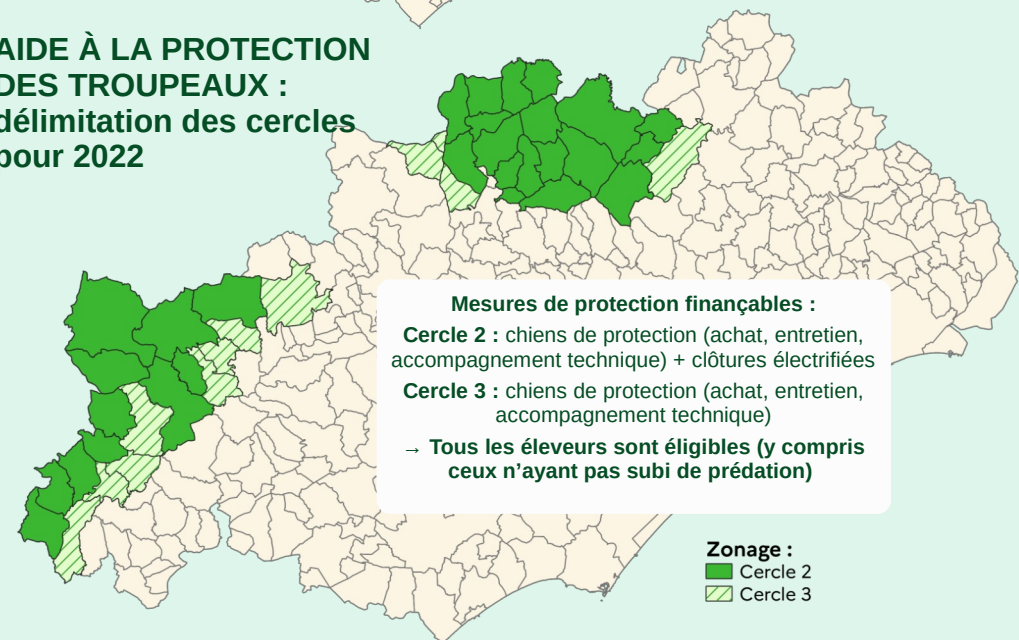 AIDE À LA PROTECTION
DES TROUPEAUX :
délimitation des cercles
pour 2022
Mesures de protection finançables :
Cercle 2 : chiens de protection (achat, entretien,
accompagnement technique) + clôtures électrifiées
Cercle 3 : chiens de protection (achat, entretien,
accompagnement technique)
→ Tous les éleveurs sont éligibles (y compris
ceux n’ayant pas subi de prédation)
Zonage :
Cercle 2
Cercle 3